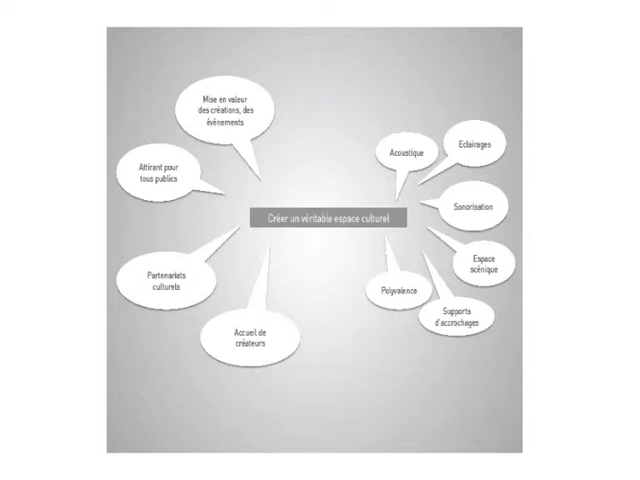 Mise en valeur
des créations, des
événements
Attirant pour
tous publics
Partenariats
culturels
Accueil de
créateurs
Créer un véritable espace culturel
Acoustique
Eclairages
Sonorisation
Espace
scénique
Supports
d'accrochages
Polyvalence